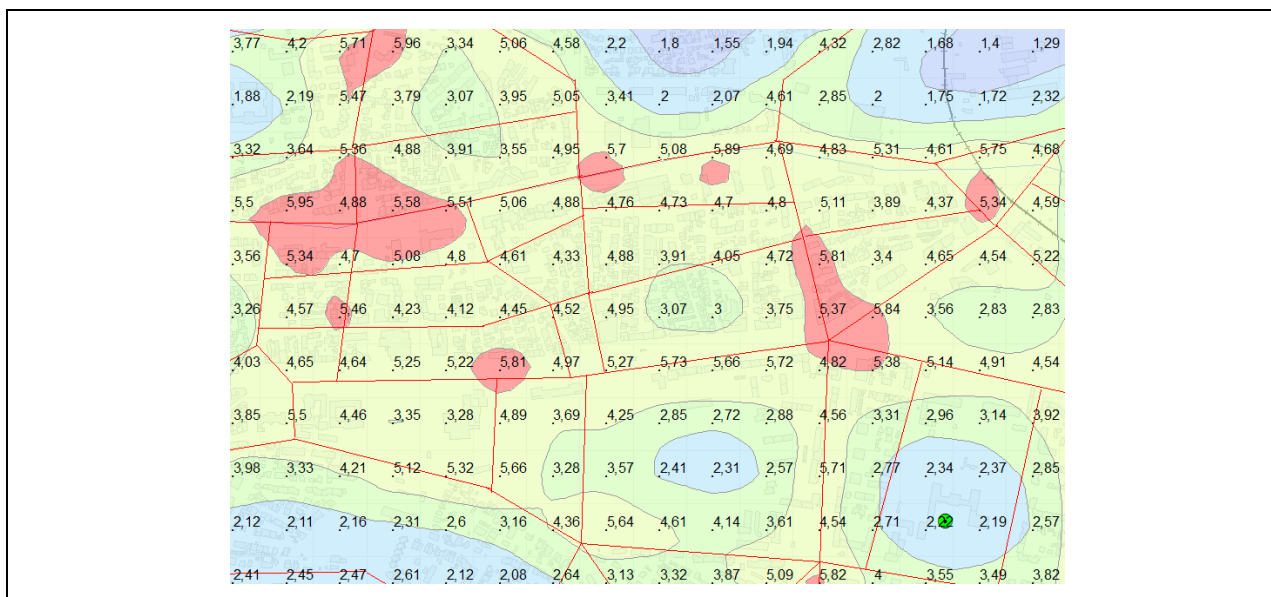 3,77 4,2 5,71 5,96 3,34 5,06 4,58 2,2 1,8 1,55 1,94 4,32 2,82 1,68 1,4 1,29
1,88 2,19 5,47 3,79 3,07 3,95 5,05 3,41 2 2,07 4,61 2,85 2 1,75 1,72 2,32
3,32 3,64 5,36 4,88 3,91 3,55 4,95 5,7 5,08 5,89 4,69 4,83 5,31 4,61 5,75 4,68
5,5 5,95 4,88 5,58 5,51 5,06 4,88 4,76 4,73 4,7 4,8 5,11 3,89 4,37 5,34 4,59
3,56 5,34 4,7 5,08 4,8 4,61 4,33 4,88 3,91 4,05 4,72 5,81 3,4 4,65 4,54 5,22
3,26 4,57 5,46 4,23 4,12 4,45 4,52 4,95 3,07 3 3,75 5,37 5,84 3,56 2,83 2,83
4,03 4,65 4,64 5,25 5,22 5,81 4,97 5,27 5,73 5,66 5,72 4,82 5,38 5,14 4,91 4,54
3,85 5,5 4,46 3,35 3,28 4,89 3,69 4,25 2,85 2,72 2,88 4,56 3,31 2,96 3,14 3,92
3,98 3,33 4,21 5,12 5,32 5,66 3,28 3,57 2,41 2,31 2,57 5,71 2,77 2,34 2,37 2,85
2,12 2,11 2,16 2,31 2,6 3,16 4,36 5,64 4,61 4,14 3,61 4,54 2,71 2,19 2,57
2,41 2,45 2,47 2,61 2,12 2,08 2,64 3,13 3,32 3,87 5,09 5,82 4 3,55 3,49 3,82